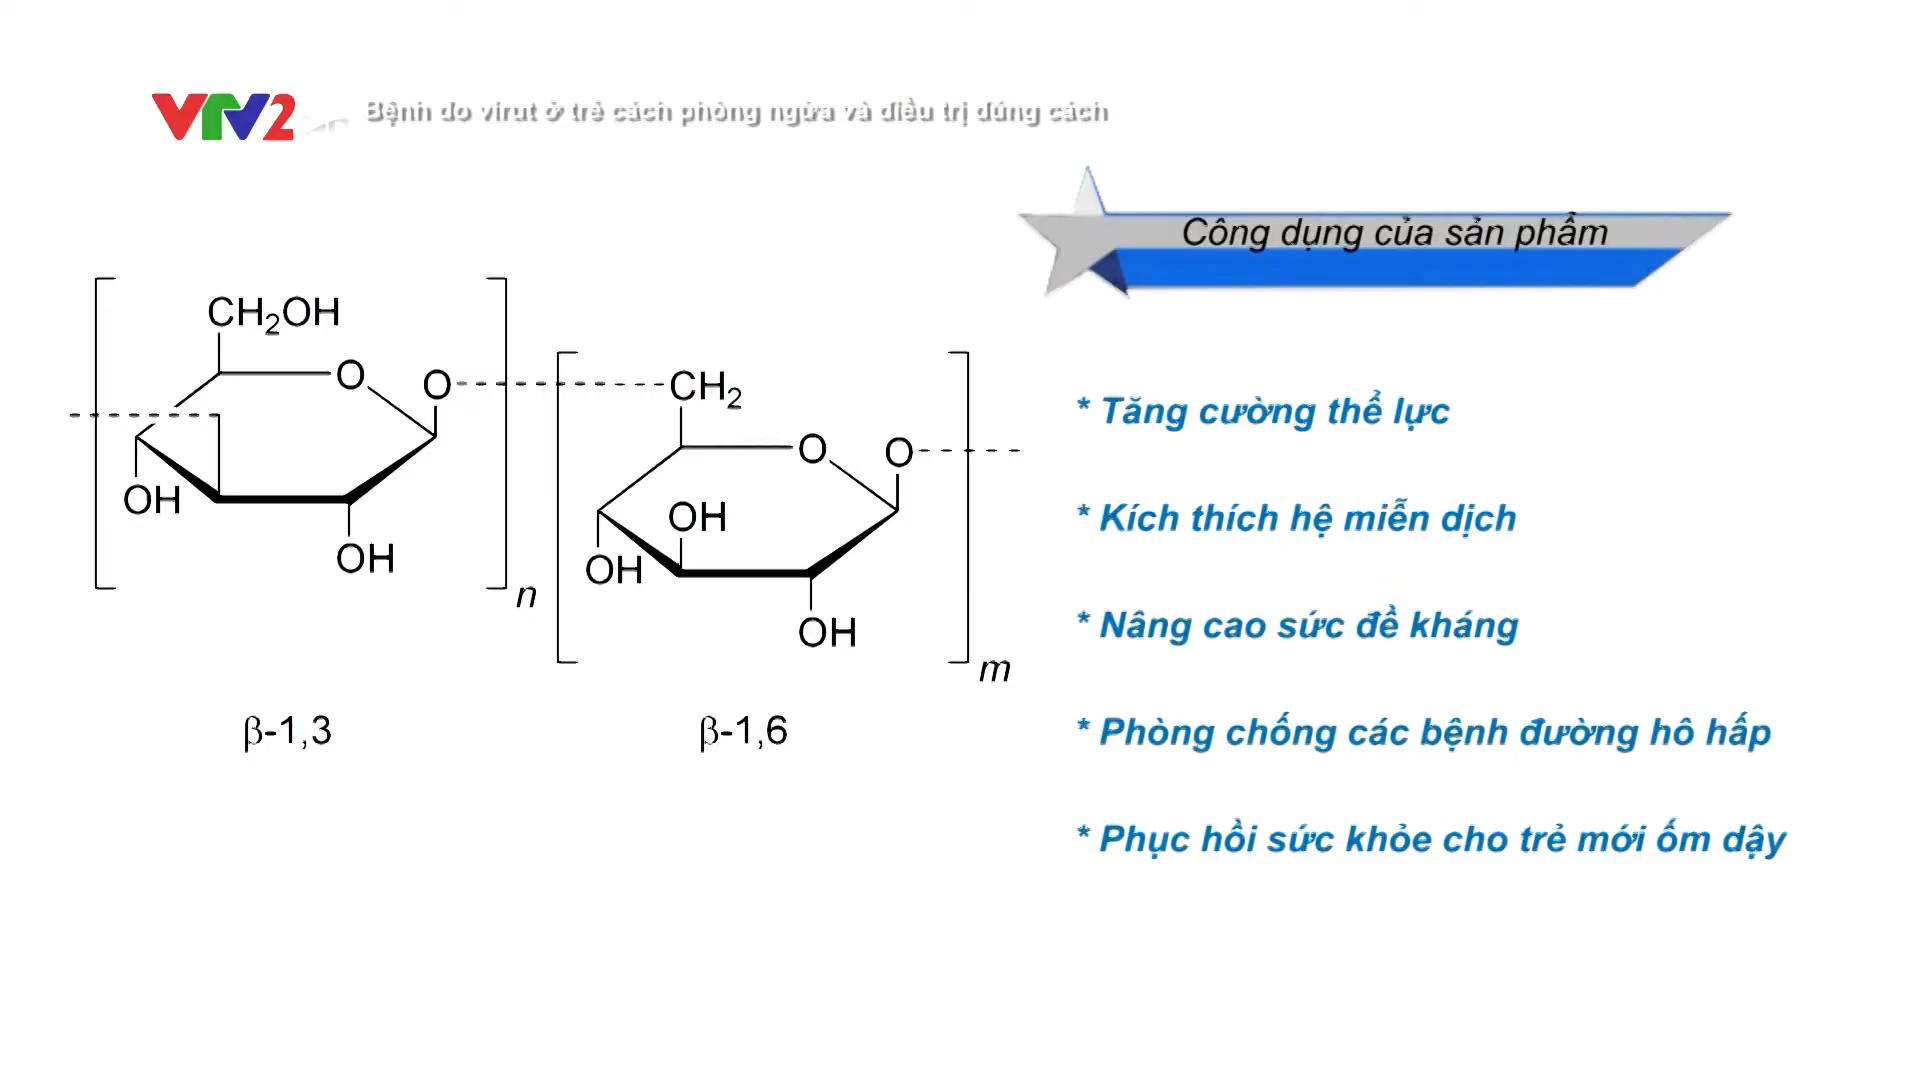 VTV2
Bệnh do virut ở trẻ cách phòng ngừa và điều trị đúng cách
Công dụng của sản phẩm
CH2OH
O
O
OH
OH
n
CH2
O
O
OH
OH
OH
m
β-1,3
β-1,6
* Tăng cường thể lực
* Kích thích hệ miễn dịch
* Nâng cao sức đề kháng
* Phòng chống các bệnh đường hô hấp
* Phục hồi sức khỏe cho trẻ mới ốm dậy